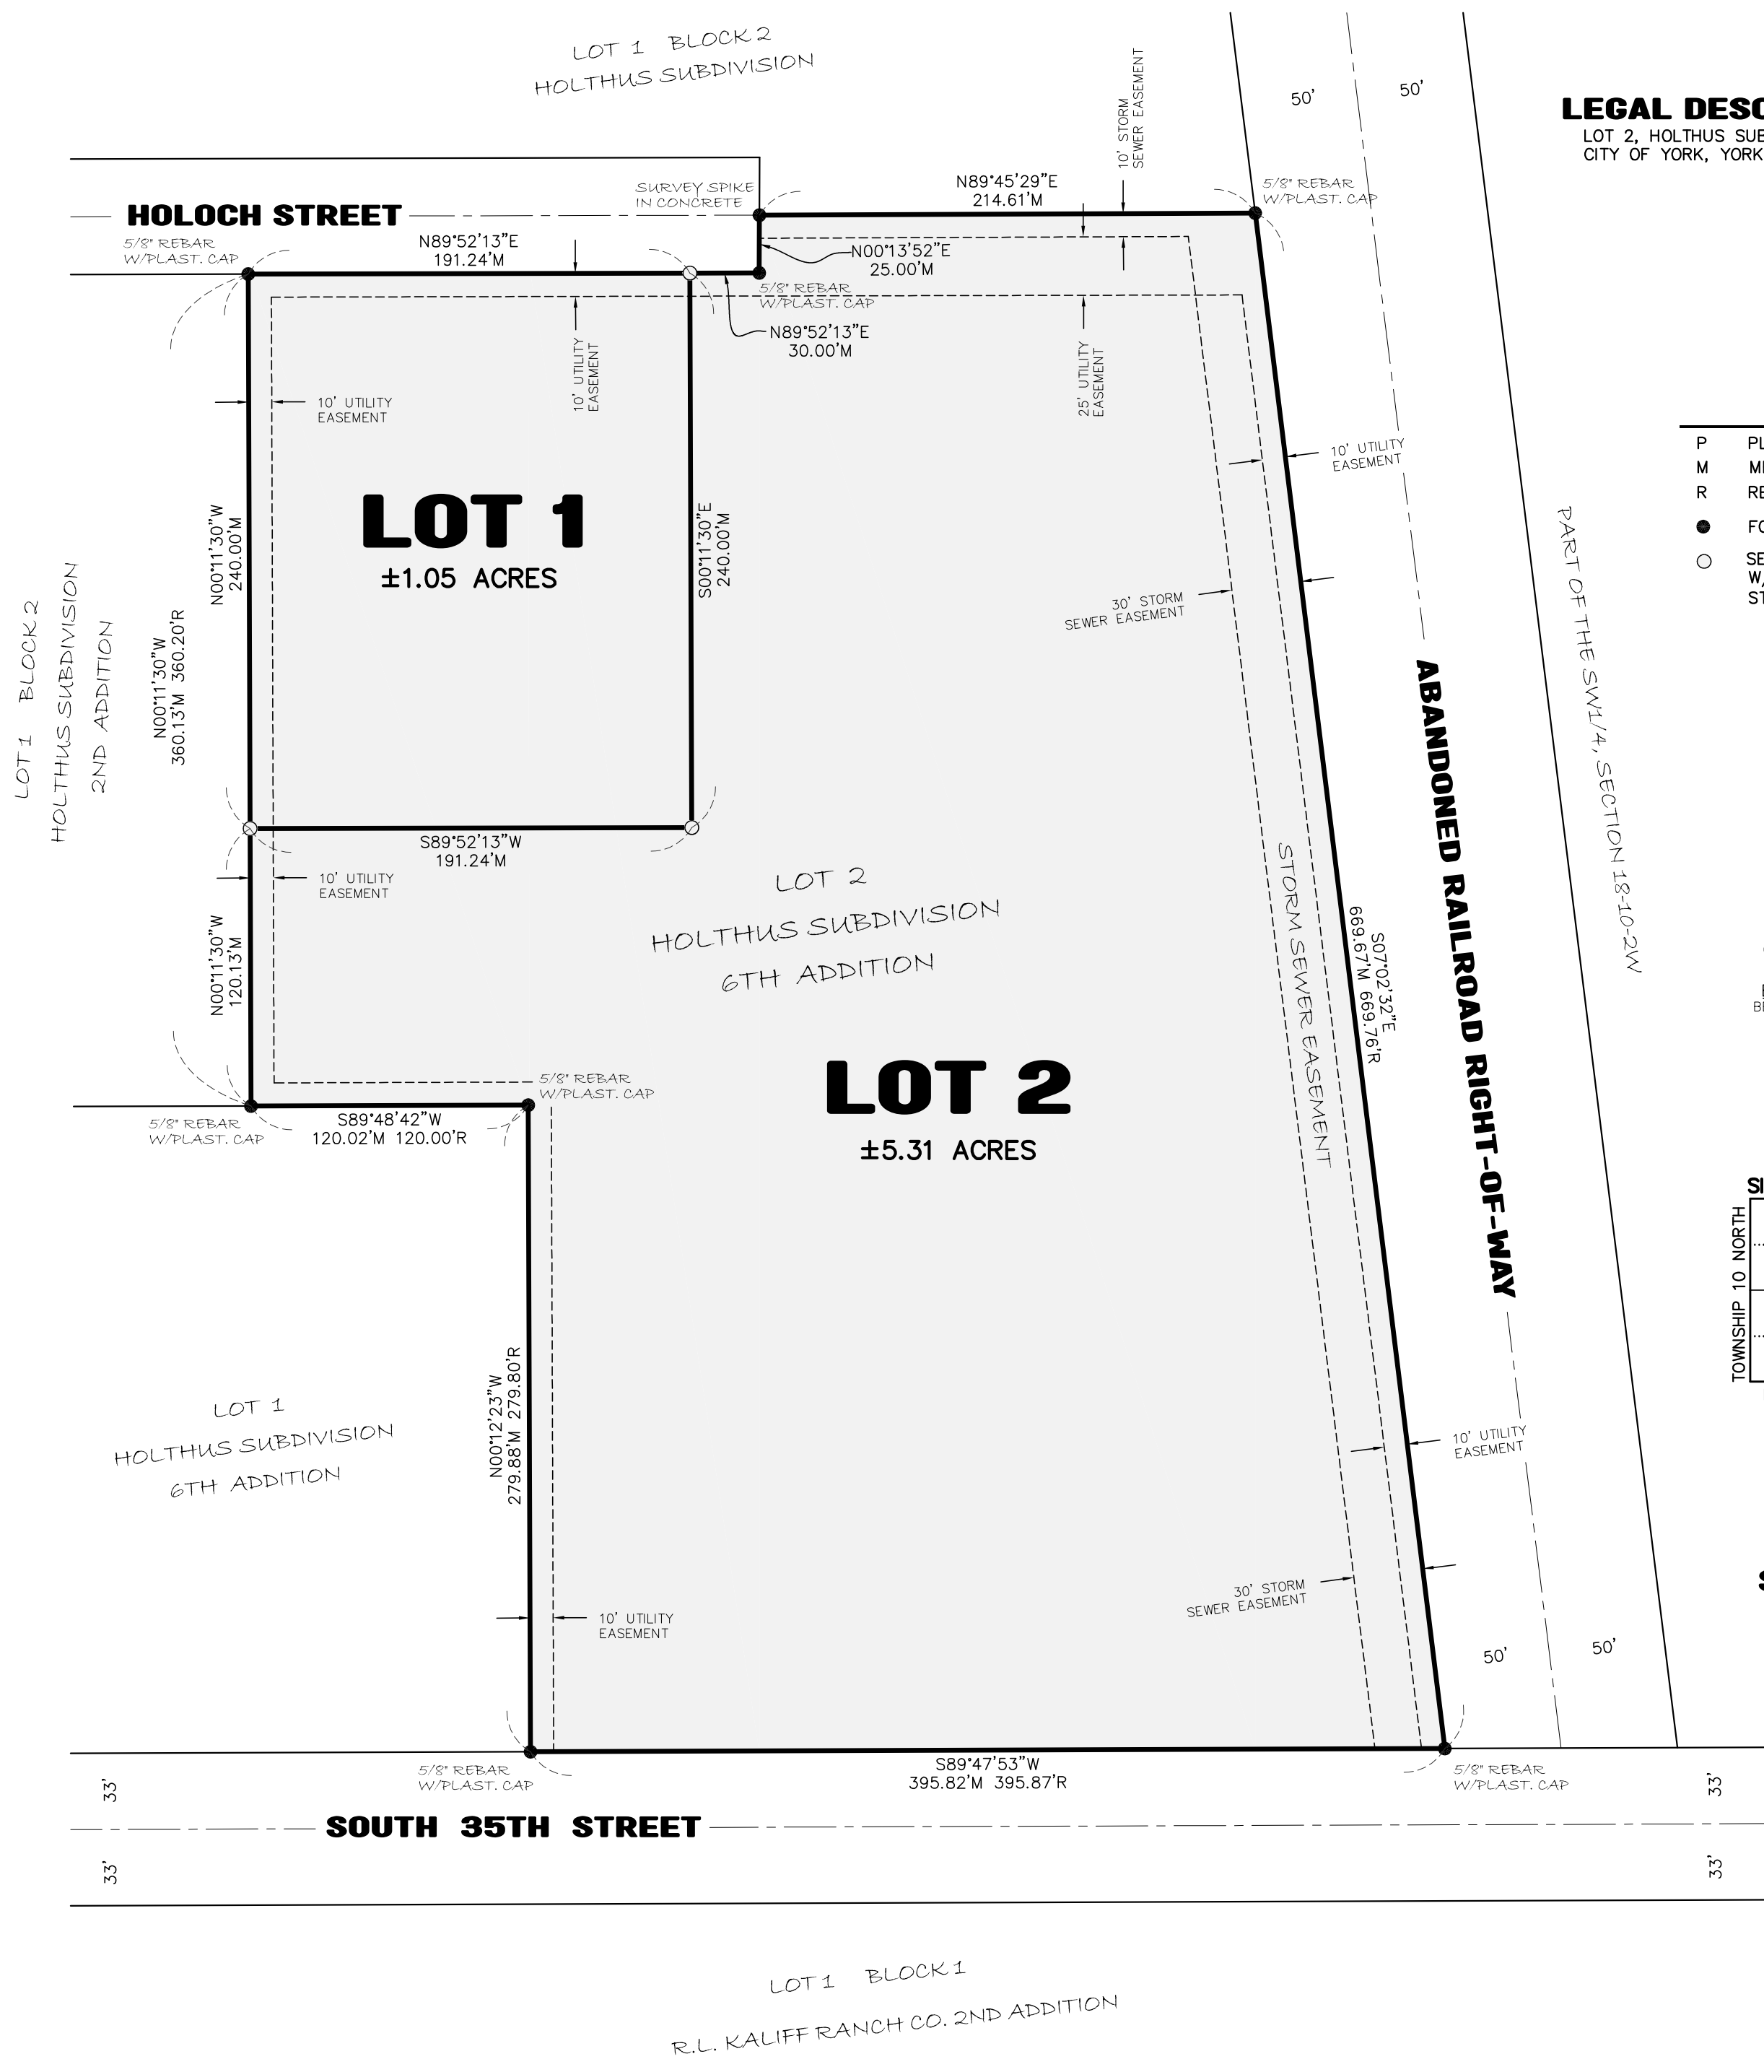 LOT 1 BLOCK 2
HOLTHUS SUBDIVISION
10' STORM
SEWER EASEMENT
50'
50'
LEGAL
LOT 2, HOLTHUS
CITY OF YORK, YORK
SURVEY SPIKE
IN CONCRETE
N89°45'29"E
214.61'M
5/8" REBAR
W/PLAST. CAP
HOLOCH STREET
5/8" REBAR
W/PLAST. CAP
N89°52'13"E
191.24'M
N00°13'52"E
25.00'M
5/8" REBAR
W/PLAST. CAP
N89°52'13"E
30.00'M
10' UTILITY
EASEMENT
10' UTILITY
EASEMENT
25' UTILITY
EASEMENT
10' UTILITY
EASEMENT
P
M
R
LOT 1
±1.05 ACRES
N00°11'30"W
240.00'M
S00°11'30"E
240.00'M
N00°11'30"W
360.13'M 360.20'R
LOT 1 BLOCK 2
HOLTHUS SUBDIVISION
2ND ADDITION
30' STORM
SEWER EASEMENT
PART OF THE SW1/4, SECTION 18-10-2W
ABANDONED RAILROAD RIGHT-OF-WAY
S89°52'13"W
191.24'M
10' UTILITY
EASEMENT
N00°11'30"W
120.13'M
LOT 2
HOLTHUS SUBDIVISION
6TH ADDITION
STORM SEWER EASEMENT
S07°02'32"E
669.67'M 669.76'R
LOT 2
±5.31 ACRES
5/8" REBAR
W/PLAST. CAP
5/8" REBAR
W/PLAST. CAP
S89°48'42"W
120.02'M 120.00'R
TOWNSHIP 10 NORTH
N00°12'23"W
279.88'M 279.80'R
LOT 1
HOLTHUS SUBDIVISION
6TH ADDITION
10' UTILITY
EASEMENT
30' STORM
SEWER EASEMENT
10' UTILITY
EASEMENT
50'
50'
5/8" REBAR
W/PLAST. CAP
S89°47'53"W
395.82'M 395.87'R
5/8" REBAR
W/PLAST. CAP
33'
33'
SOUTH 35TH STREET
33'
33'
LOT 1 BLOCK 1
R.L. KALIFF RANCH CO. 2ND ADDITION